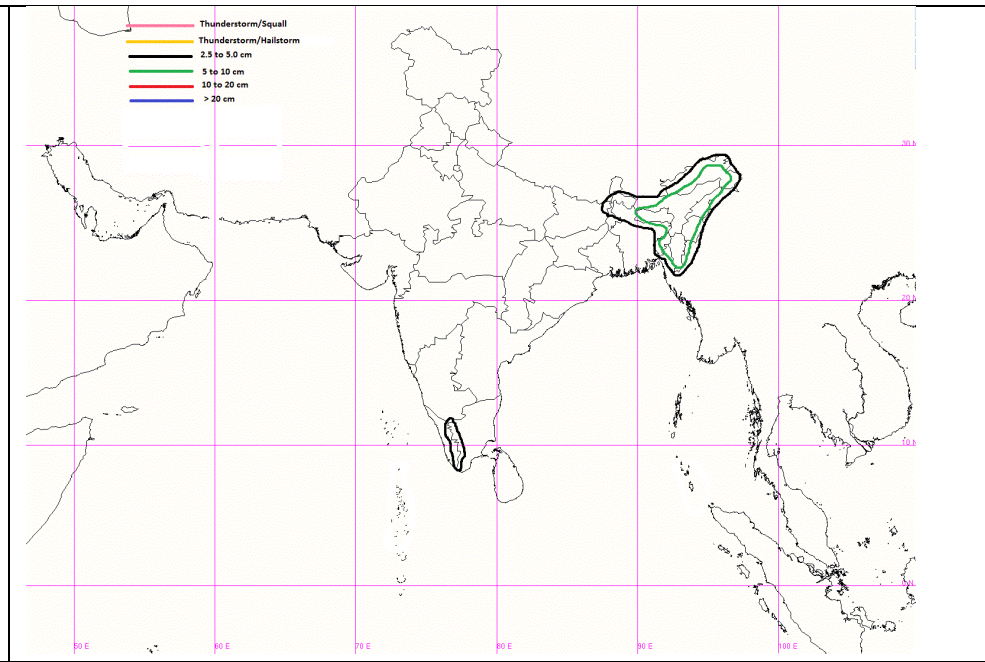 Thunderstorm/Squall
Thunderstorm/Hailstorm
2.5 to 5.0 cm
5 to 10 cm
10 to 20 cm
> 20 cm
30 N
20 N
10 N
0 N
50 E
60 E
70 E
80 E
90 E
100 E